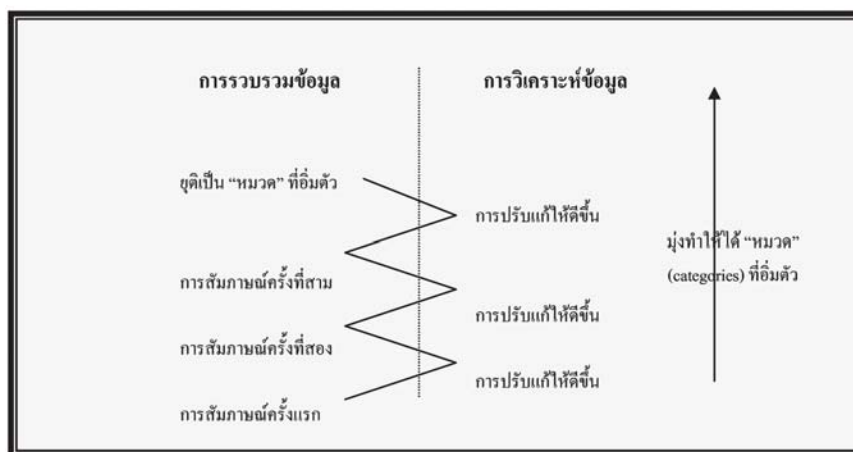 การรวบรวมข้อมูล
การวิเคราะห์ข้อมูล
ยุติเป็น “หมวด” ที่อิ่มตัว
การปรับแก้ให้ดีขึ้น
มุ่งทำให้ได้ “หมวด”
(categories) ที่อิ่มตัว
การสัมภาษณ์ครั้งที่สาม
การปรับแก้ให้ดีขึ้น
การสัมภาษณ์ครั้งที่สอง
การปรับแก้ให้ดีขึ้น
การสัมภาษณ์ครั้งแรก